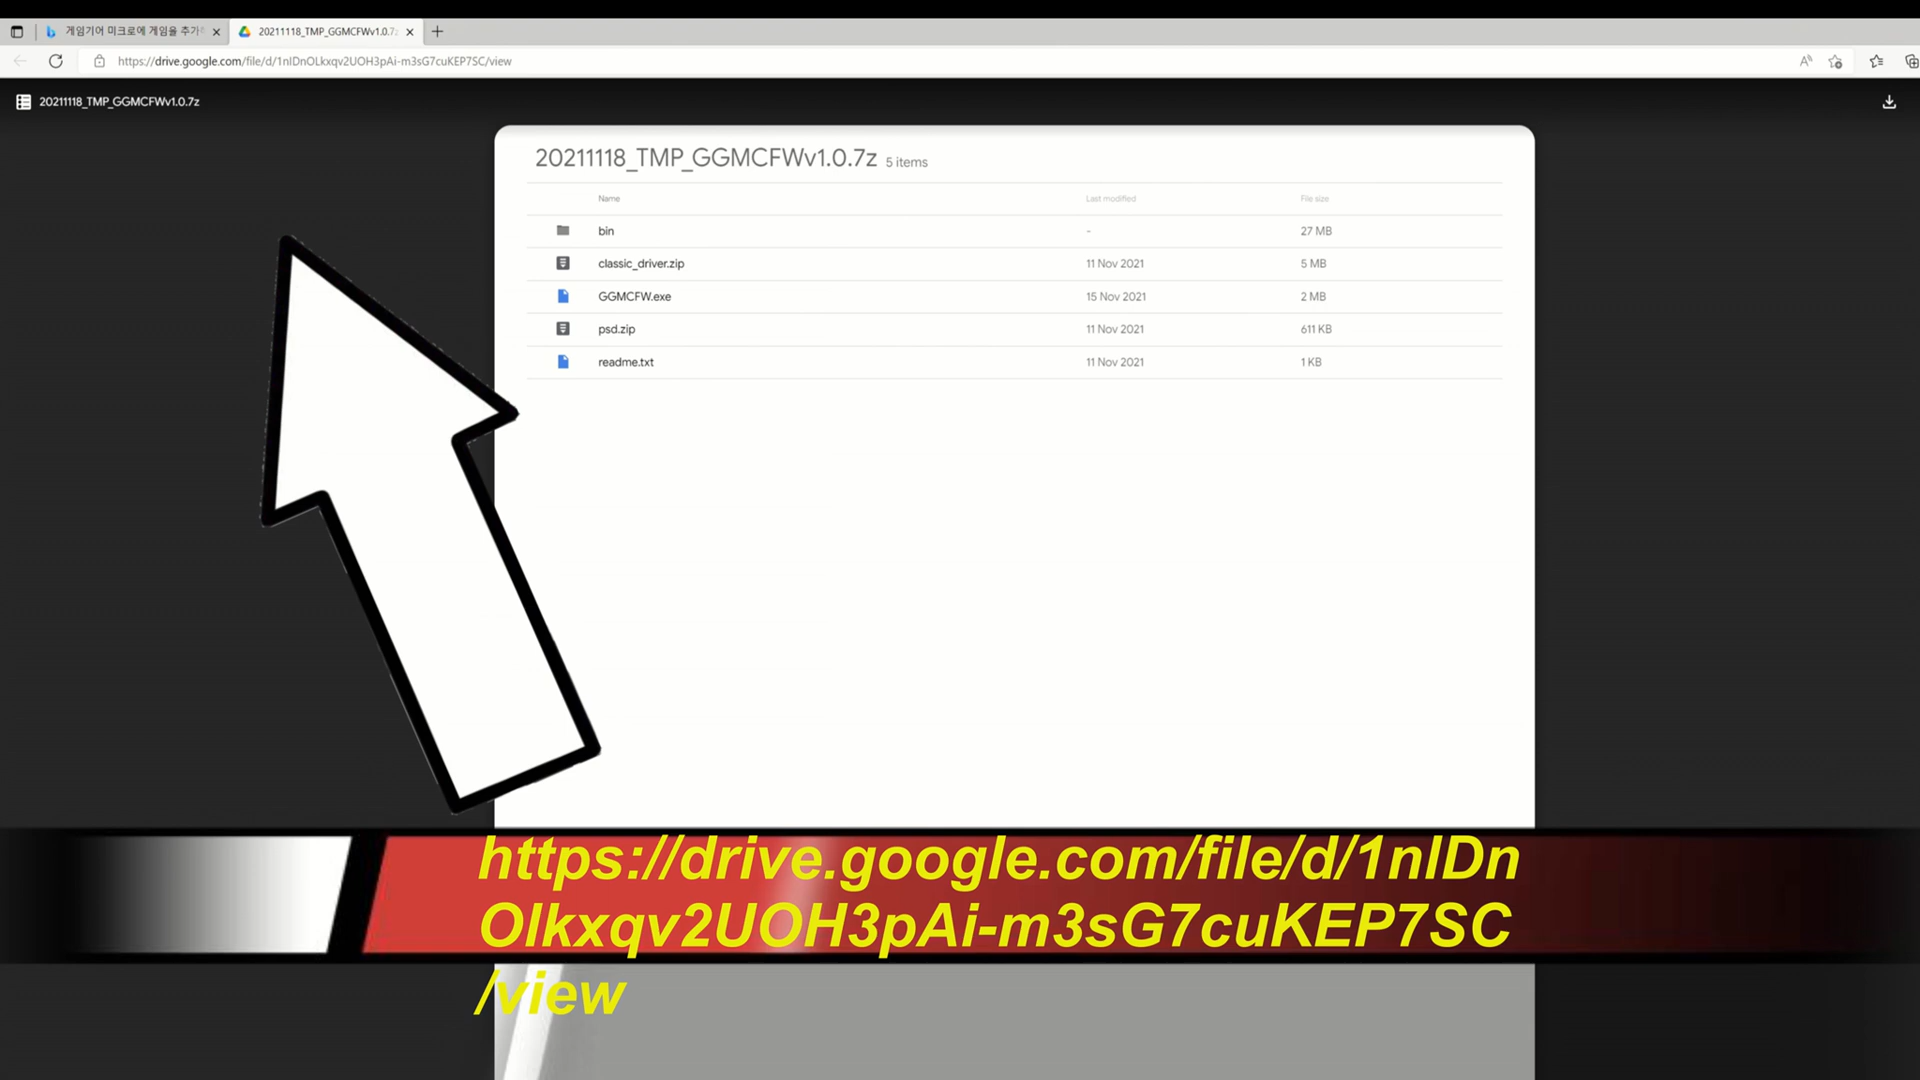 게임기어 미크로에 게임을 추가하
20211118_TMP_GGMCFWv1.0.7z
https://drive.google.com/file/d/1nIDnOLkxqv2UOH3pAi-m3sG7cuKEP7SC/view
20211118_TMP_GGMCFWv1.0.7z
20211118_TMP_GGMCFWv1.0.7z 5 items
Name Last modified File size
bin - 27 MB
classic_driver.zip 11 Nov 2021 5 MB
GGMCFW.exe 15 Nov 2021 2 MB
psd.zip 11 Nov 2021 611 KB
readme.txt 11 Nov 2021 1 KB
https://drive.google.com/file/d/1nIDn
Olkxqv2UOH3pAi-m3sG7cuKEP7SC
/view